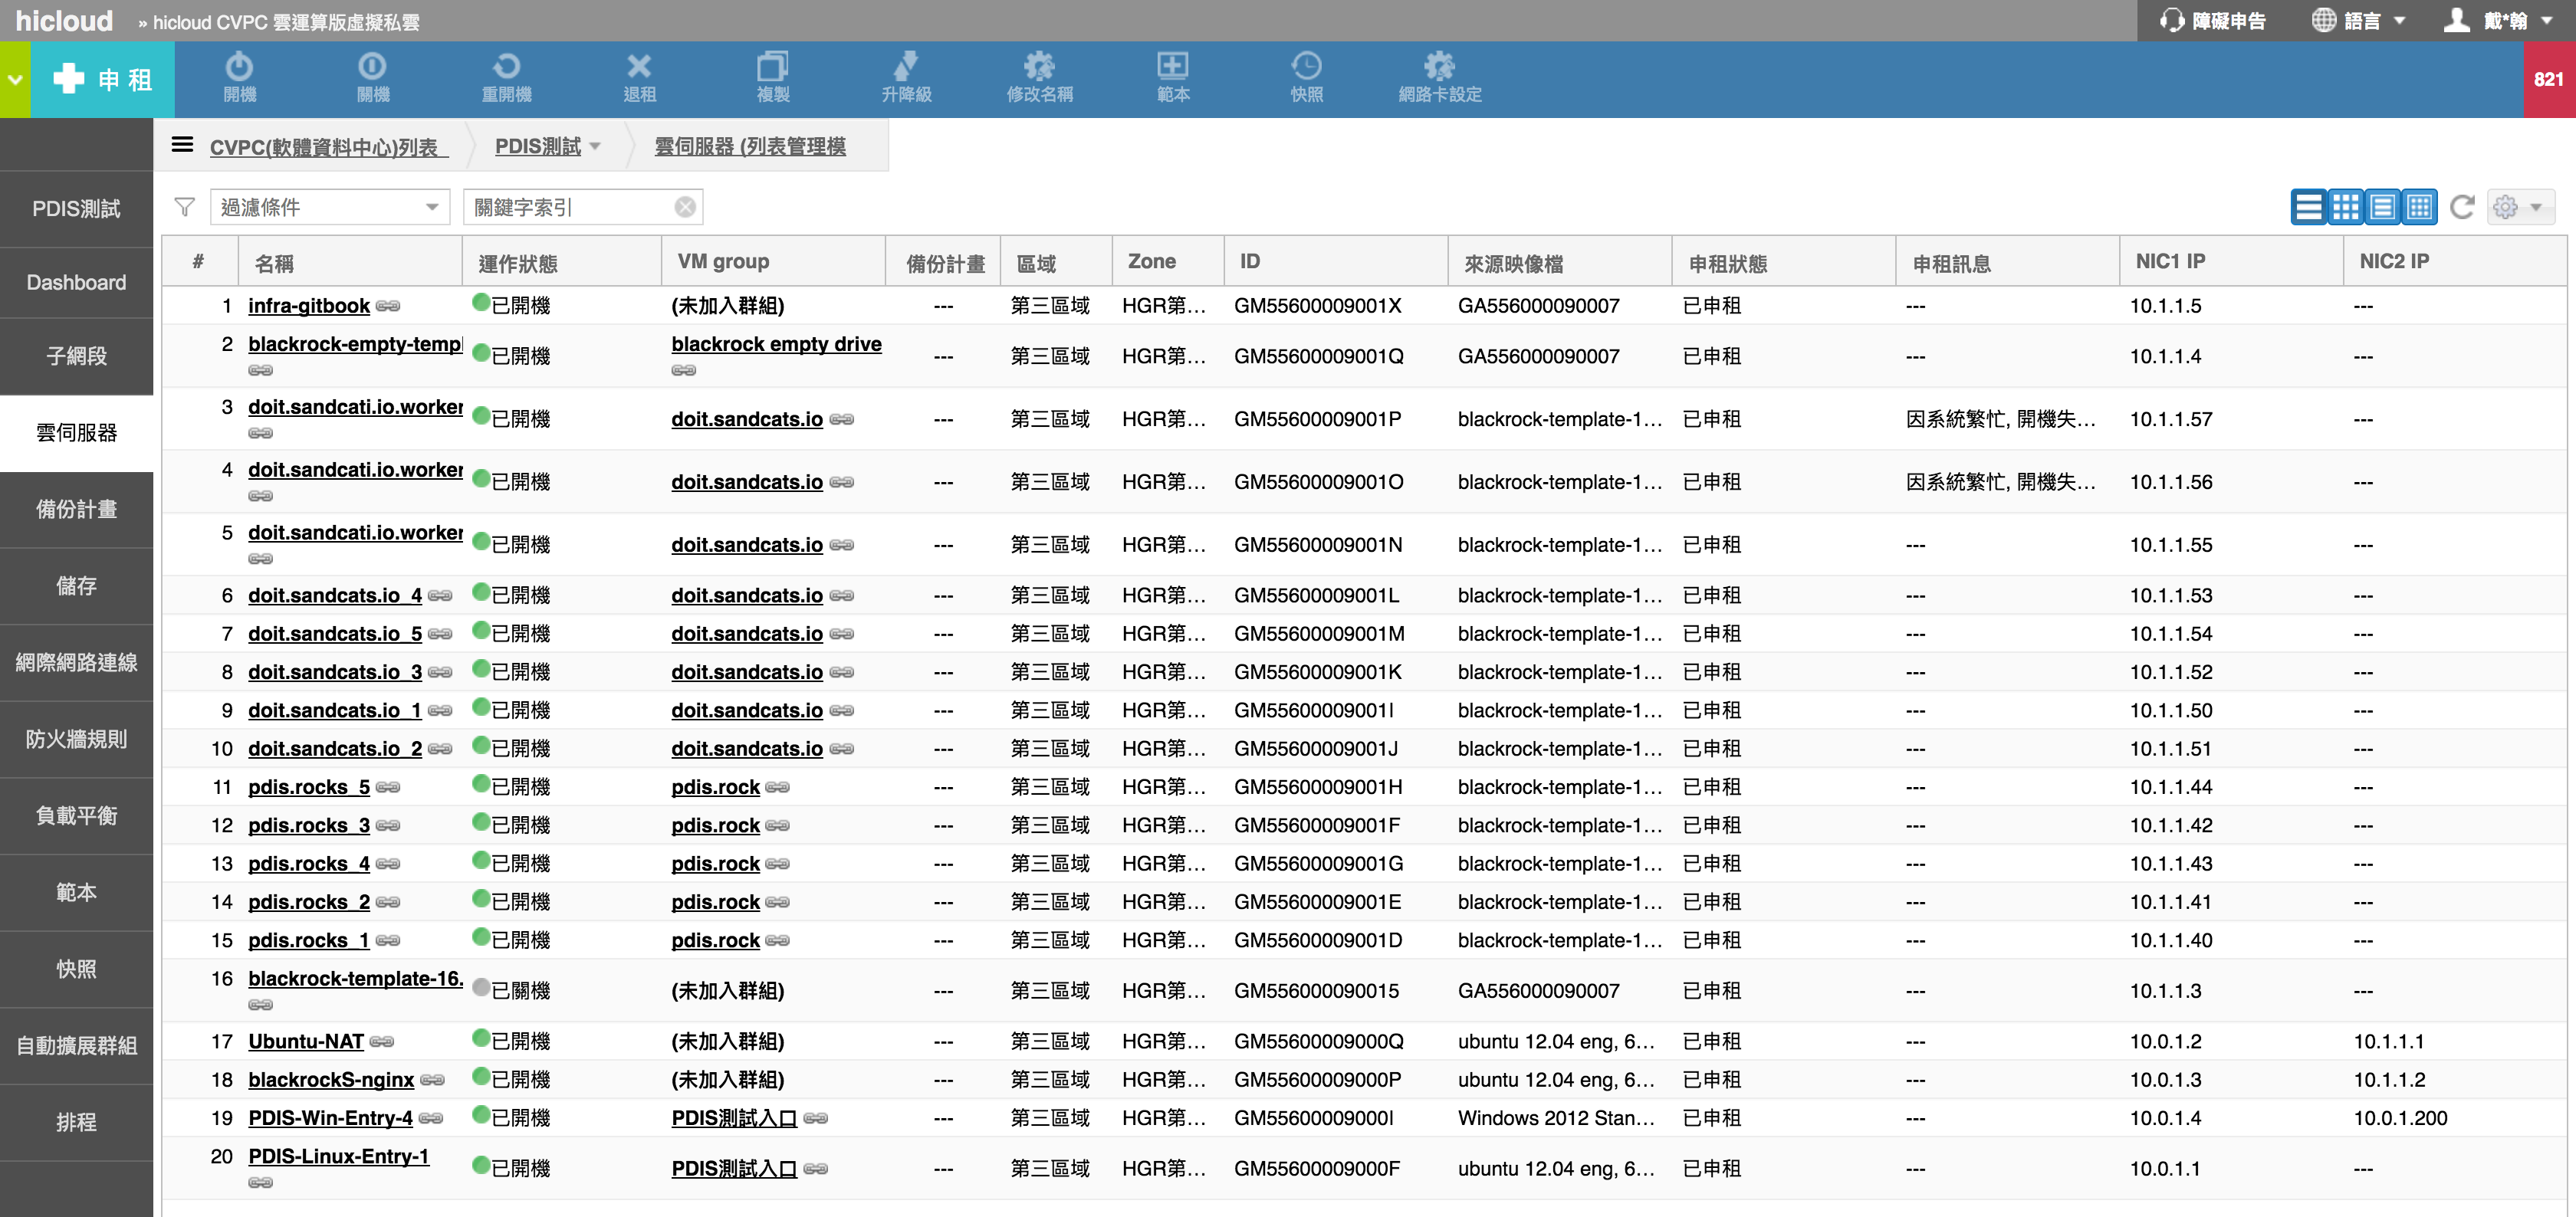 hicloud » hicloud CVPC 雲運算版虛擬私雲 障礙申告 語言 戴*翰
申 租 開機 關機 重開機 退租 複製 升降級 修改名稱 範本 快照 網路卡設定 821
CVPC(軟體資料中心)列表 PDIS測試 雲伺服器 (列表管理模
過濾條件 關鍵字索引
PDIS測試
Dashboard
子網段
雲伺服器
備份計畫
儲存
網際網路連線
防火牆規則
負載平衡
範本
快照
自動擴展群組
排程
# 名稱 運作狀態 VM group 備份計畫 區域 Zone ID 來源映像檔 申租狀態 申租訊息 NIC1 IP NIC2 IP
1 infra-gitbook 已開機 (未加入群組) --- 第三區域 HGR第... GM55600009001X GA556000090007 已申租 --- 10.1.1.5 ---
2 blackrock-empty-templ 已開機 blackrock empty drive --- 第三區域 HGR第... GM55600009001Q GA556000090007 已申租 --- 10.1.1.4 ---
3 doit.sandcati.io.worker 已開機 doit.sandcats.io --- 第三區域 HGR第... GM55600009001P blackrock-template-1... 已申租 因系統繁忙, 開機失... 10.1.1.57 ---
4 doit.sandcati.io.worker 已開機 doit.sandcats.io --- 第三區域 HGR第... GM55600009001O blackrock-template-1... 已申租 因系統繁忙, 開機失... 10.1.1.56 ---
5 doit.sandcati.io.worker 已開機 doit.sandcats.io --- 第三區域 HGR第... GM55600009001N blackrock-template-1... 已申租 --- 10.1.1.55 ---
6 doit.sandcats.io_4 已開機 doit.sandcats.io --- 第三區域 HGR第... GM55600009001L blackrock-template-1... 已申租 --- 10.1.1.53 ---
7 doit.sandcats.io_5 已開機 doit.sandcats.io --- 第三區域 HGR第... GM55600009001M blackrock-template-1... 已申租 --- 10.1.1.54 ---
8 doit.sandcats.io_3 已開機 doit.sandcats.io --- 第三區域 HGR第... GM55600009001K blackrock-template-1... 已申租 --- 10.1.1.52 ---
9 doit.sandcats.io_1 已開機 doit.sandcats.io --- 第三區域 HGR第... GM55600009001I blackrock-template-1... 已申租 --- 10.1.1.50 ---
10 doit.sandcats.io_2 已開機 doit.sandcats.io --- 第三區域 HGR第... GM55600009001J blackrock-template-1... 已申租 --- 10.1.1.51 ---
11 pdis.rocks_5 已開機 pdis.rock --- 第三區域 HGR第... GM55600009001H blackrock-template-1... 已申租 --- 10.1.1.44 ---
12 pdis.rocks_3 已開機 pdis.rock --- 第三區域 HGR第... GM55600009001F blackrock-template-1... 已申租 --- 10.1.1.42 ---
13 pdis.rocks_4 已開機 pdis.rock --- 第三區域 HGR第... GM55600009001G blackrock-template-1... 已申租 --- 10.1.1.43 ---
14 pdis.rocks_2 已開機 pdis.rock --- 第三區域 HGR第... GM55600009001E blackrock-template-1... 已申租 --- 10.1.1.41 ---
15 pdis.rocks_1 已開機 pdis.rock --- 第三區域 HGR第... GM55600009001D blackrock-template-1... 已申租 --- 10.1.1.40 ---
16 blackrock-template-16. 已關機 (未加入群組) --- 第三區域 HGR第... GM556000090015 GA556000090007 已申租 --- 10.1.1.3 ---
17 Ubuntu-NAT 已開機 (未加入群組) --- 第三區域 HGR第... GM55600009000Q ubuntu 12.04 eng, 6... 已申租 --- 10.0.1.2 10.1.1.1
18 blackrockS-nginx 已開機 (未加入群組) --- 第三區域 HGR第... GM55600009000P ubuntu 12.04 eng, 6... 已申租 --- 10.0.1.3 10.1.1.2
19 PDIS-Win-Entry-4 已開機 PDIS測試入口 --- 第三區域 HGR第... GM55600009000I Windows 2012 Stan... 已申租 --- 10.0.1.4 10.0.1.200
20 PDIS-Linux-Entry-1 已開機 PDIS測試入口 --- 第三區域 HGR第... GM55600009000F ubuntu 12.04 eng, 6... 已申租 --- 10.0.1.1 ---